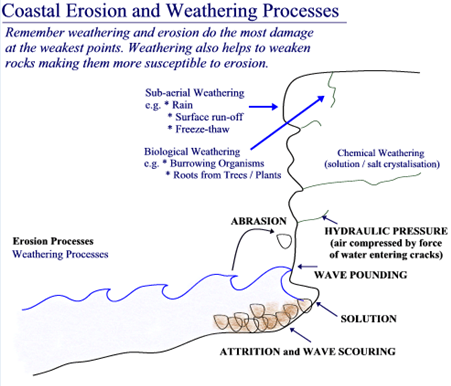 Coastal Erosion and Weathering Processes
Remember weathering and erosion do the most damage
at the weakest points. Weathering also helps to weaken
rocks making them more susceptible to erosion.
Sub-aerial Weathering
e.g. * Rain
* Surface run-off
* Freeze-thaw
Biological Weathering
e.g. * Burrowing Organisms
* Roots from Trees / Plants
Chemical Weathering
(solution / salt crystalisation)
ABRASION
HYDRAULIC PRESSURE
(air compressed by force
of water entering cracks)
Erosion Processes
Weathering Processes
WAVE POUNDING
SOLUTION
ATTRITION and WAVE SCOURING